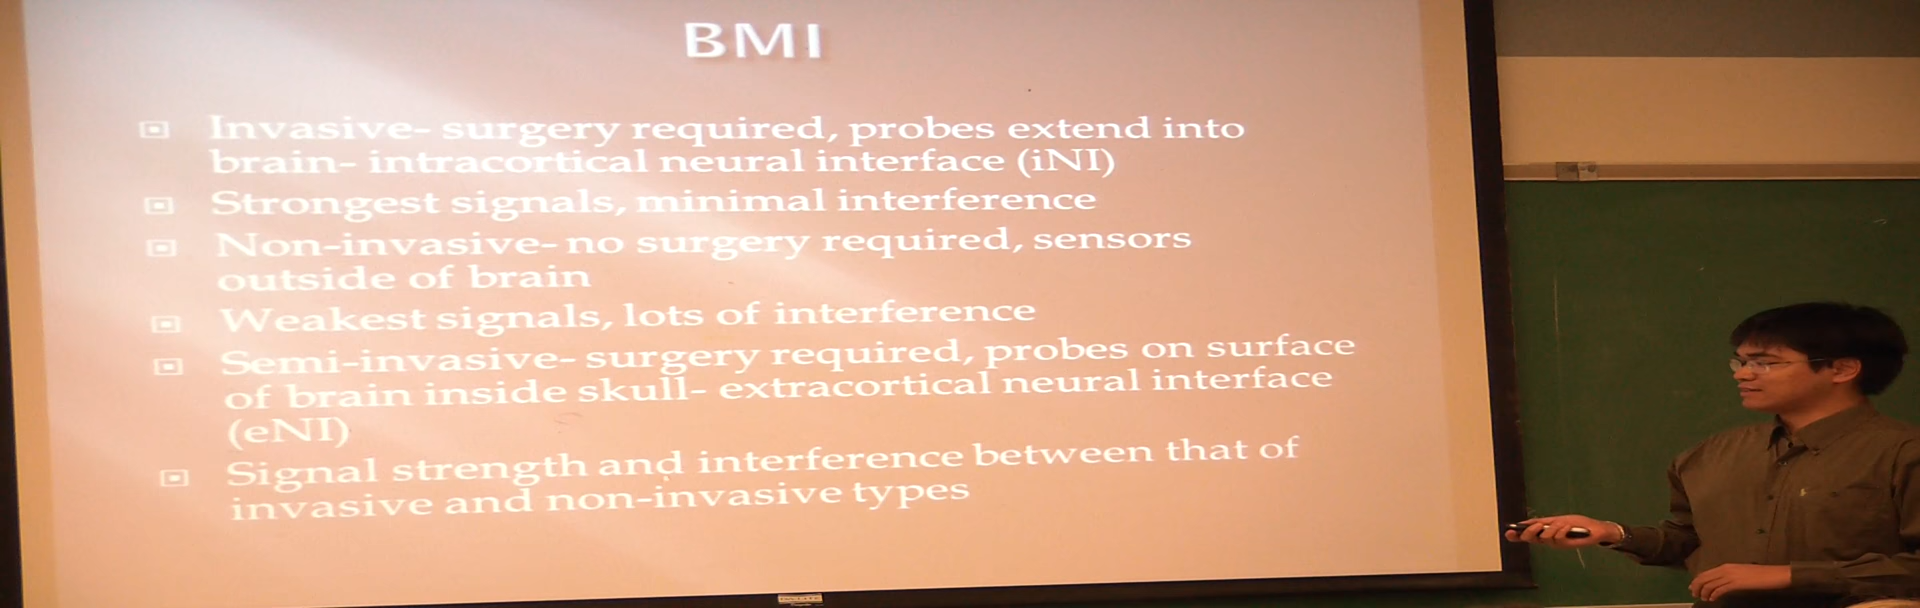 BMI
Invasive- surgery required, probes extend into
brain- intracortical neural interface (iNI)
Strongest signals, minimal interference
Non-invasive- no surgery required, sensors
outside of brain
Weakest signals, lots of interference
Semi-invasive- surgery required, probes on surface
of brain inside skull- extracortical neural interface
(eNI)
Signal strength and interference between that of
invasive and non-invasive types